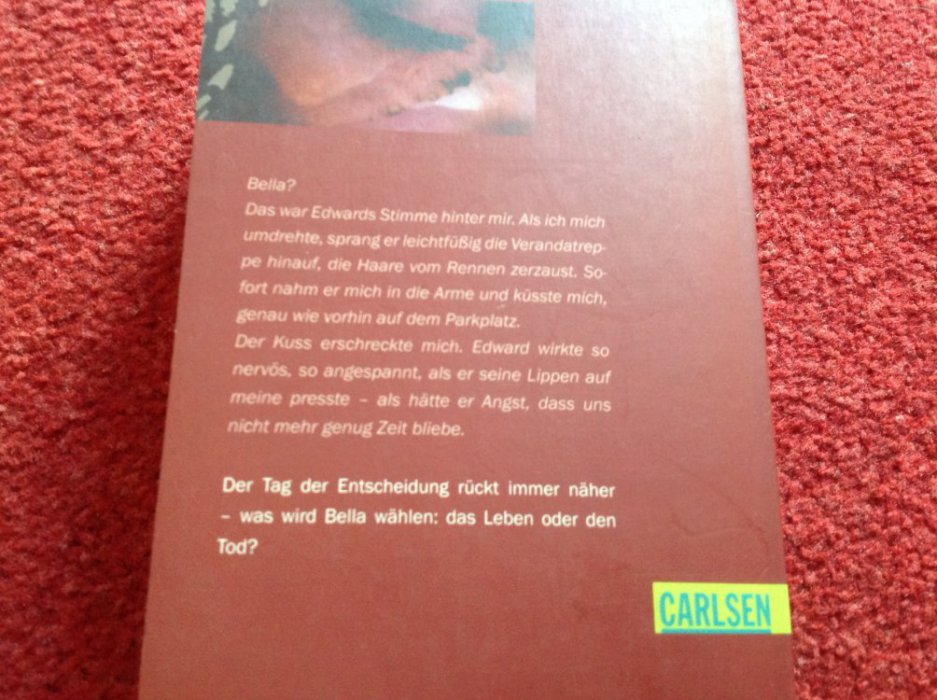 Bella?
Das war Edwards Stimme hinter mir. Als ich mich
umdrehte, sprang er leichtfüßig die Verandatrep-
pe hinauf, die Haare vom Rennen zerzaust. So-
fort nahm er mich in die Arme und küsste mich,
genau wie vorhin auf dem Parkplatz.
Der Kuss erschreckte mich. Edward wirkte so
nervös, so angespannt, als er seine Lippen auf
meine presste – als hätte er Angst, dass uns
nicht mehr genug Zeit bliebe.
Der Tag der Entscheidung rückt immer näher
– was wird Bella wählen: das Leben oder den
Tod?
CARLSEN